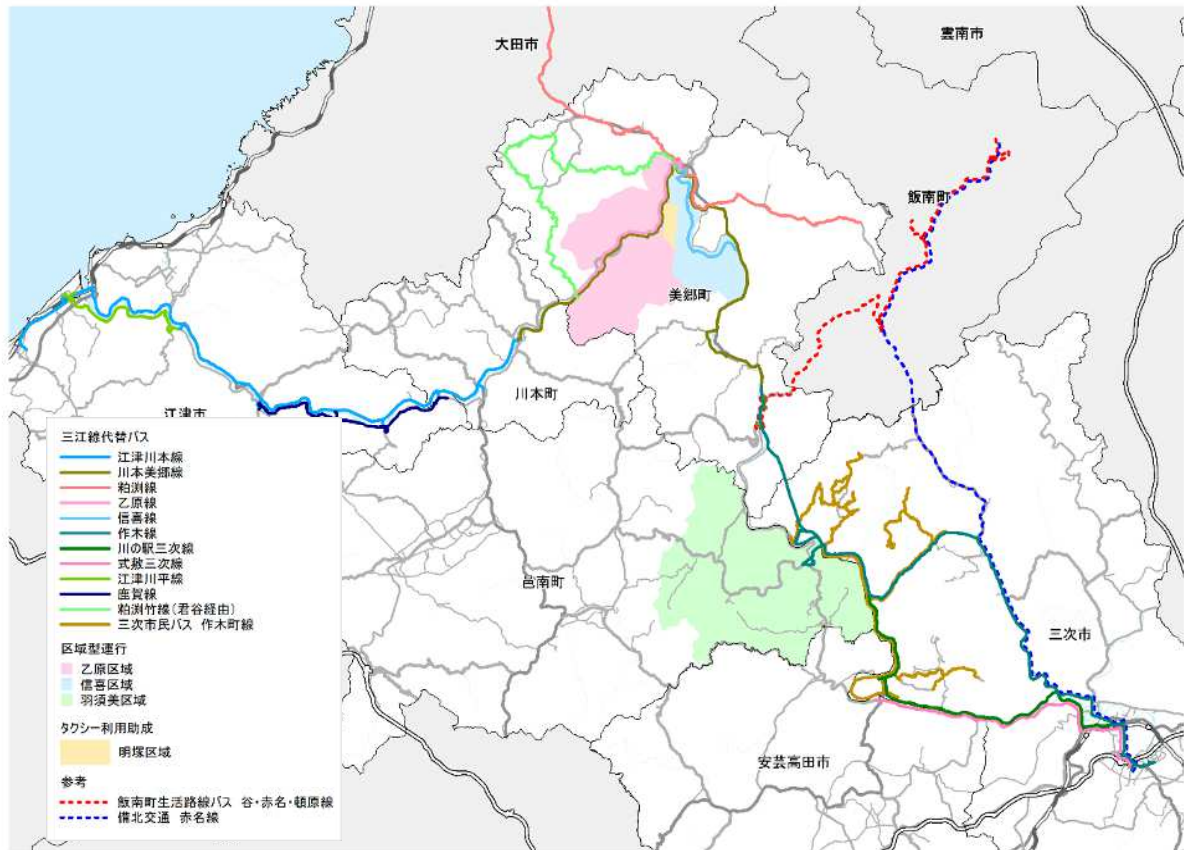 大田市
雲南市
飯南町
美郷町
川本町
江津市
邑南町
三次市
安芸高田市
三江線代替バス
江津川本線
川本美郷線
粕渕線
乙原線
信喜線
作木線
川の駅三次線
式敷三次線
江津川平線
鹿賀線
粕渕竹線(君谷経由)
三次市民バス 作木町線
区域型運行
乙原区域
信喜区域
羽須美区域
タクシー利用助成
明塚区域
参考
飯南町生活路線バス 谷・赤名・頓原線
備北交通 赤名線